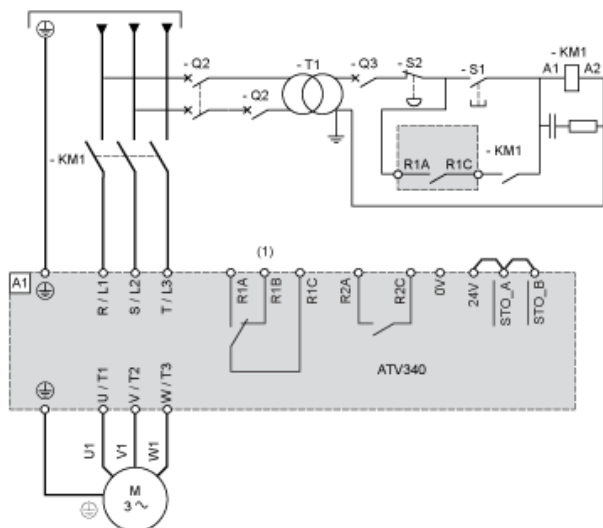 - Q2
- T1
- Q3
- S2
- S1
- KM1
A1
A2
- Q2
- KM1
R1A
R1C
- KM1
(1)
A1
R / L1
S / L2
T / L3
R1A
R1B
R1C
R2A
R2C
0V
24V
STO_A
STO_B
ATV340
U / T1
V / T2
W / T3
U1
V1
W1
M
3 ~